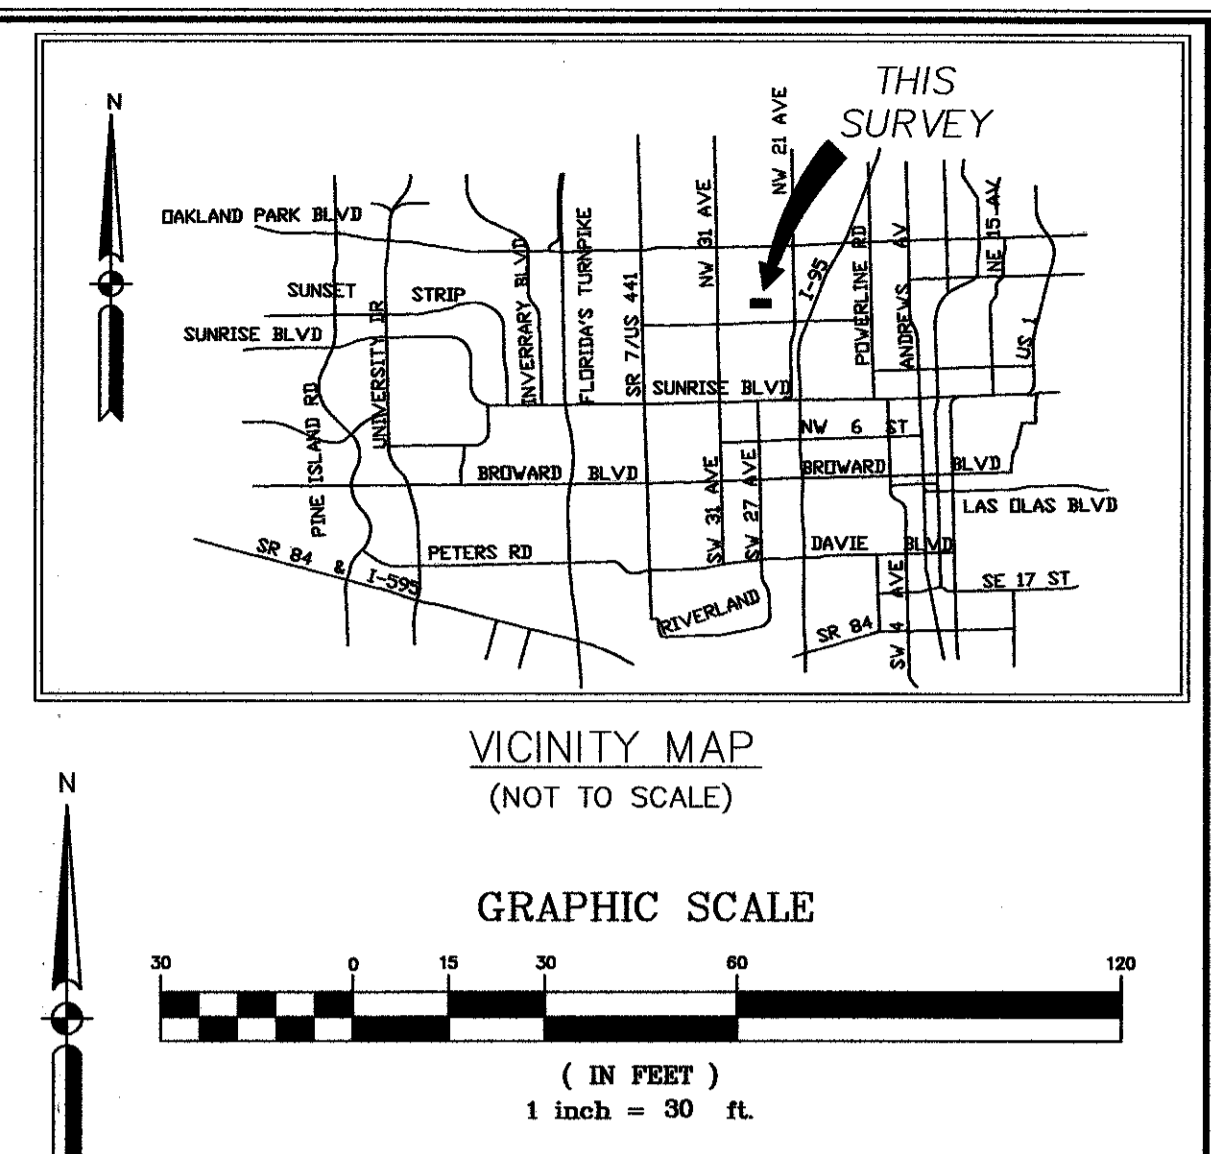 N
THIS
SURVEY
NW 21 AVE
NW 31 AVE
OAKLAND PARK BLVD
INVERRARY BLVD
FLORIDA'S TURNPIKE
SR 7/US 441
I-95
POWERLINE RD
ANDREWS AV
NE 15 AV
US 1
SUNSET STRIP
SUNRISE BLVD
UNIVERSITY DR
PINE ISLAND RD
SUNRISE BLVD
NW 6 ST
BROWARD BLVD
BROWARD BLVD
SW 31 AVE
SW 27 AVE
LAS OLAS BLVD
PETERS RD
DAVIE BLVD
SR 84 & I-595
RIVERLAND
SR 84
SW 4 AVE
SE 17 ST
VICINITY MAP
(NOT TO SCALE)
N
GRAPHIC SCALE
30 0 15 30 60 120
( IN FEET )
1 inch = 30 ft.